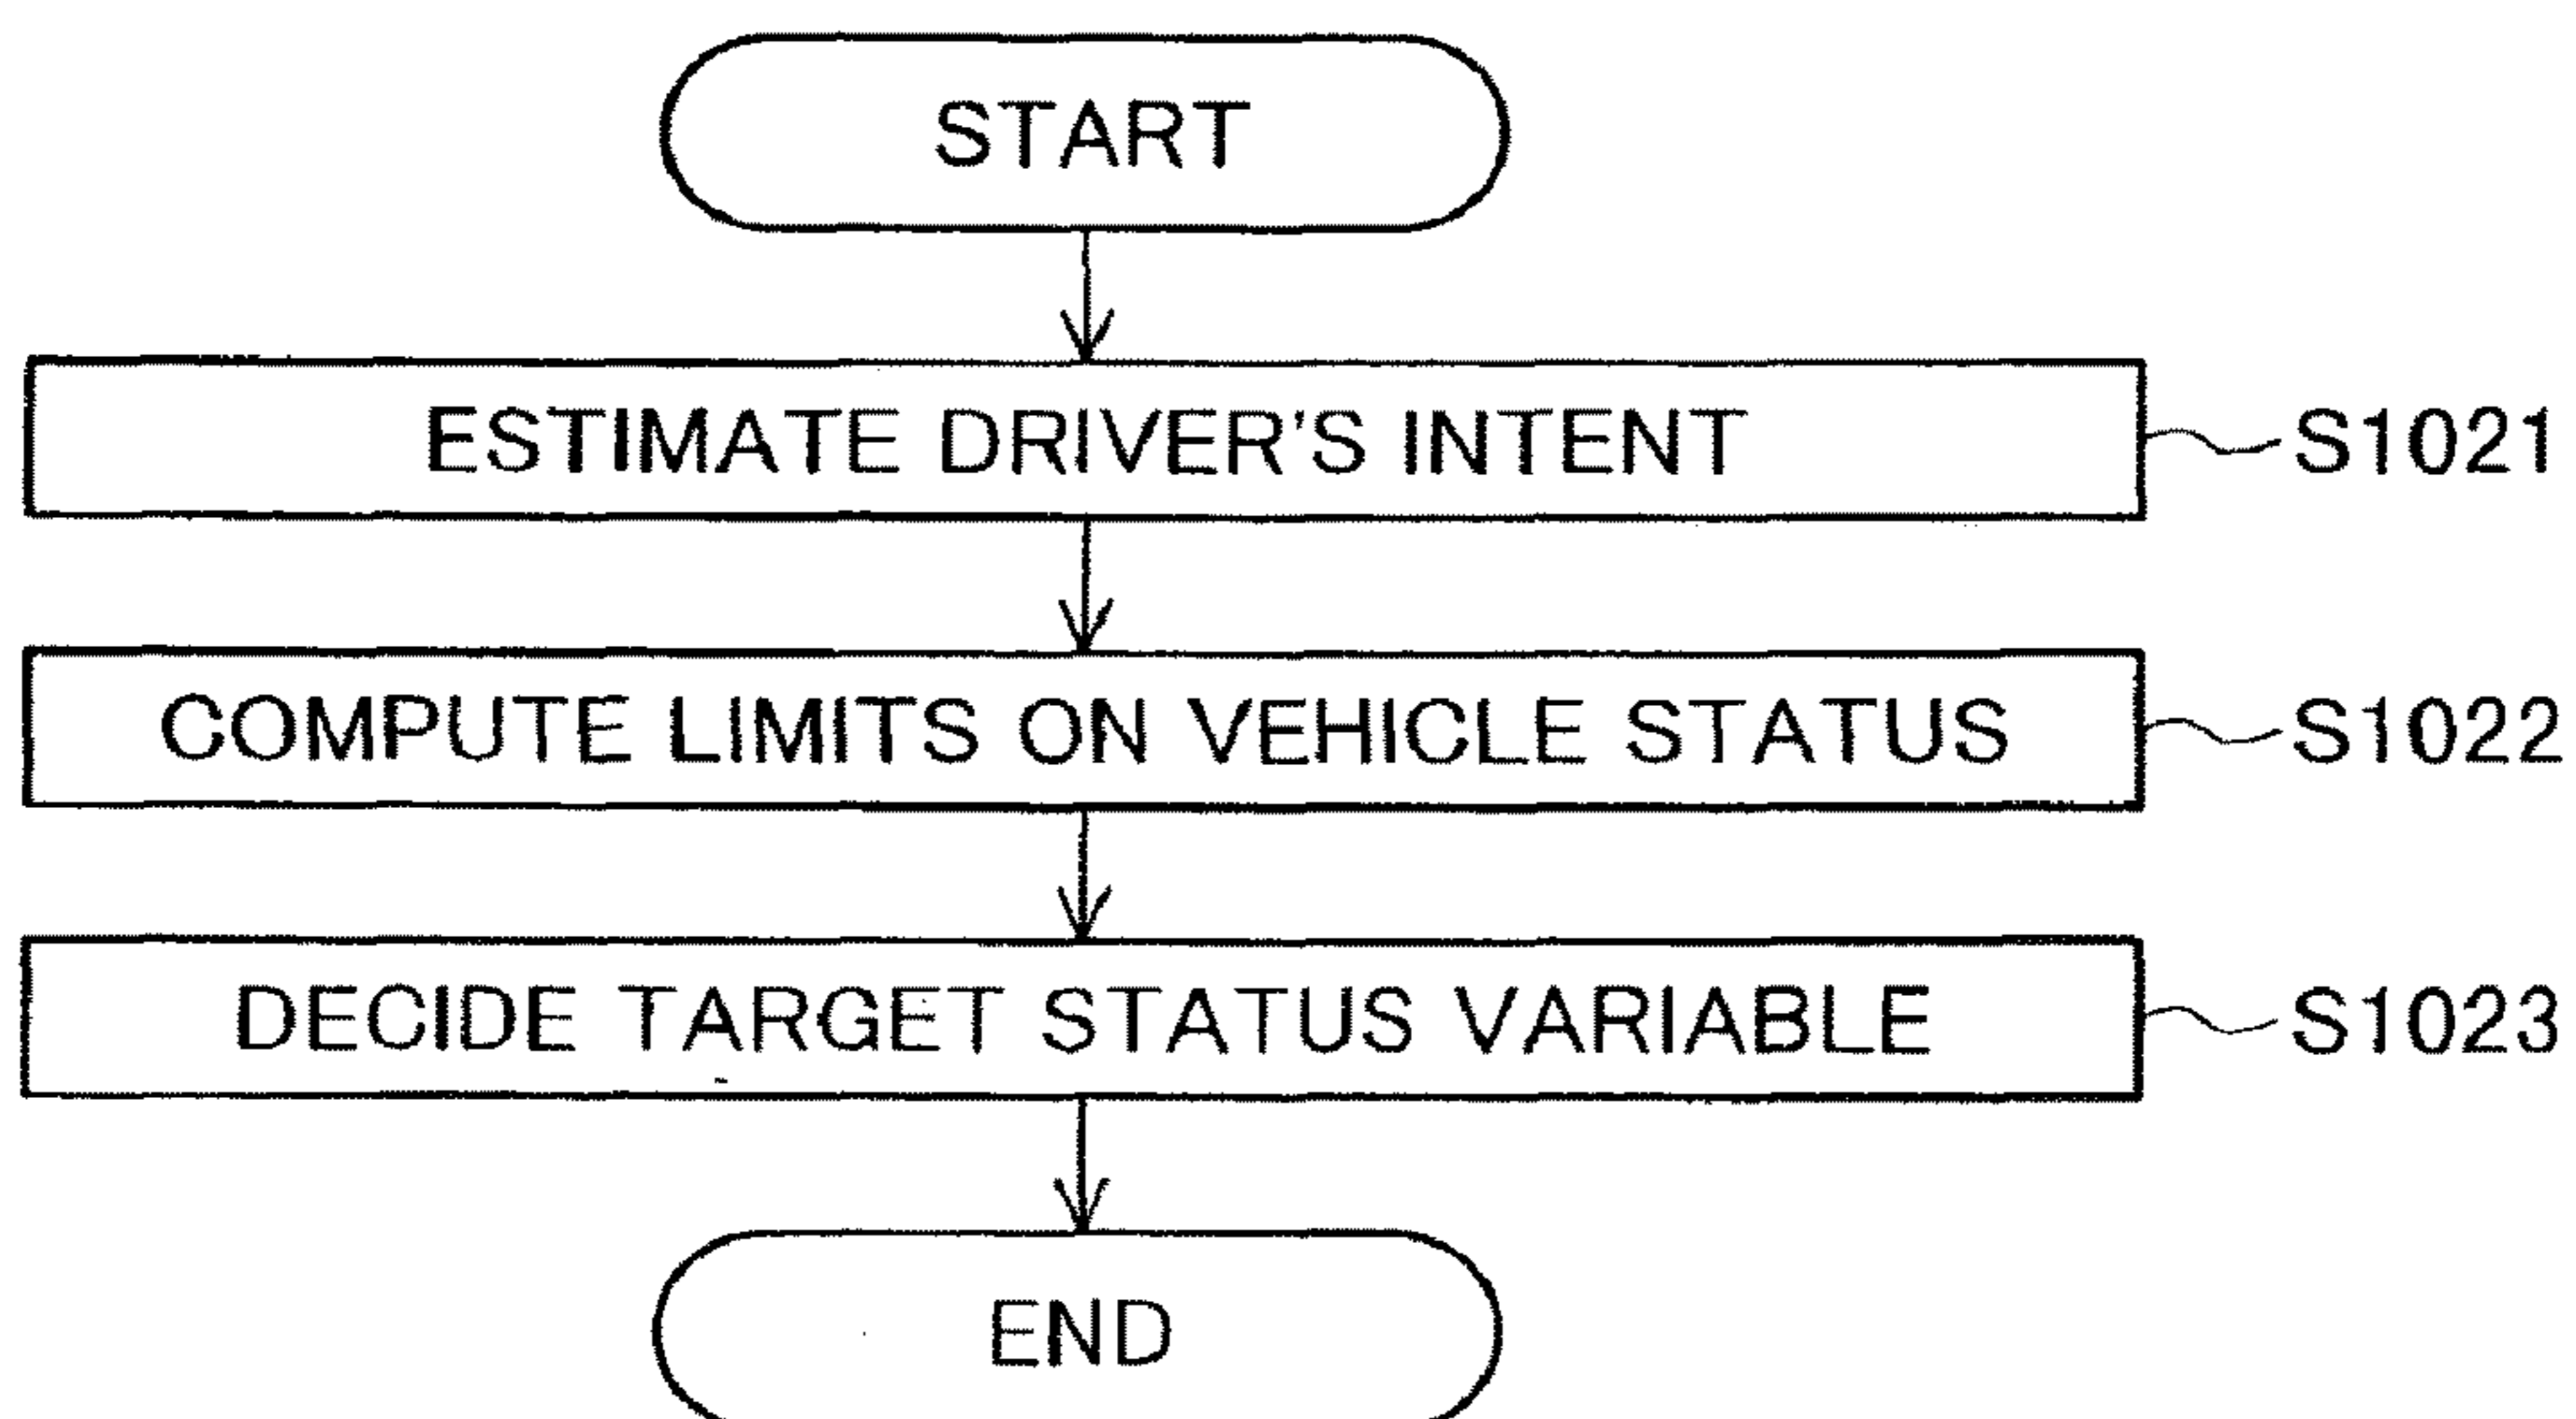 START
ESTIMATE DRIVER'S INTENT S1021
COMPUTE LIMITS ON VEHICLE STATUS S1022
DECIDE TARGET STATUS VARIABLE S1023
END